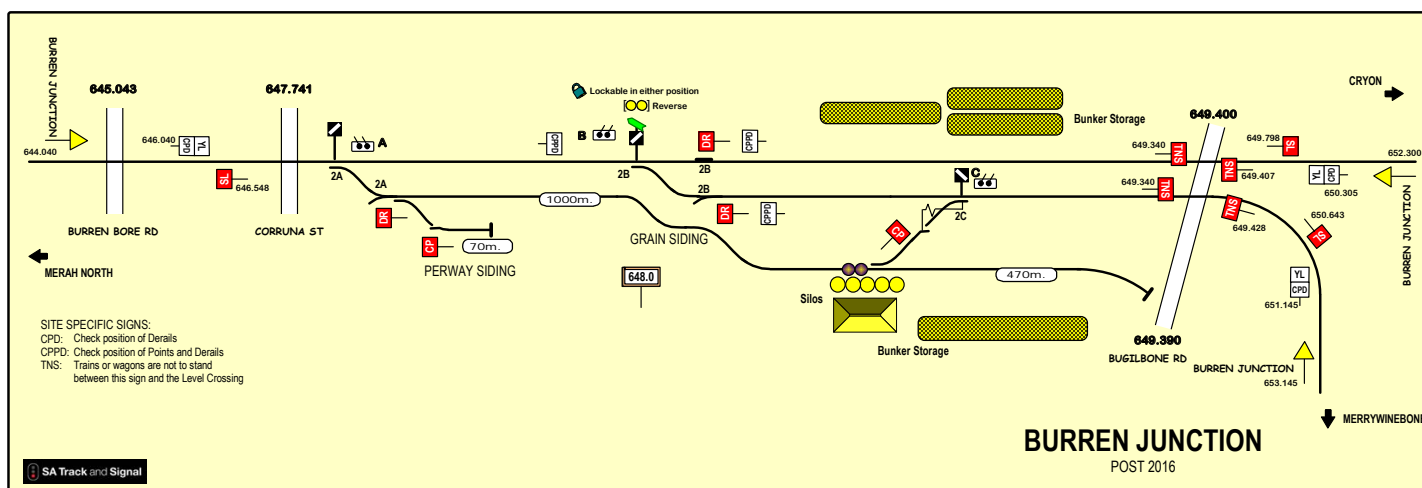 BURREN JUNCTION
645.043
647.741
Lockable in either position
Reverse
CRYON
Bunker Storage
649.400
644.040
646.040
CPD
YL
SL
646.548
A
CPPD
B
DR
CPPD
649.340
TNS
649.798
SL
TNS
649.407
YL
CPD
652.300
650.305
2A
2A
2B
2B
C
2C
649.340
TNS
TNS
649.428
650.643
SL
BURREN JUNCTION
1000m.
DR
CP
70m.
DR
CPPD
CP
BURREN BORE RD
CORRUNA ST
PERWAY SIDING
GRAIN SIDING
MERAH NORTH
648.0
470m.
Silos
Bunker Storage
649.390
BUGILBONE RD
YL
CPD
651.145
BURREN JUNCTION
653.145
SITE SPECIFIC SIGNS:
CPD: Check position of Derails
CPPD: Check position of Points and Derails
TNS: Trains or wagons are not to stand
between this sign and the Level Crossing
MERRYWINEBONE
BURREN JUNCTION
POST 2016
SA Track and Signal